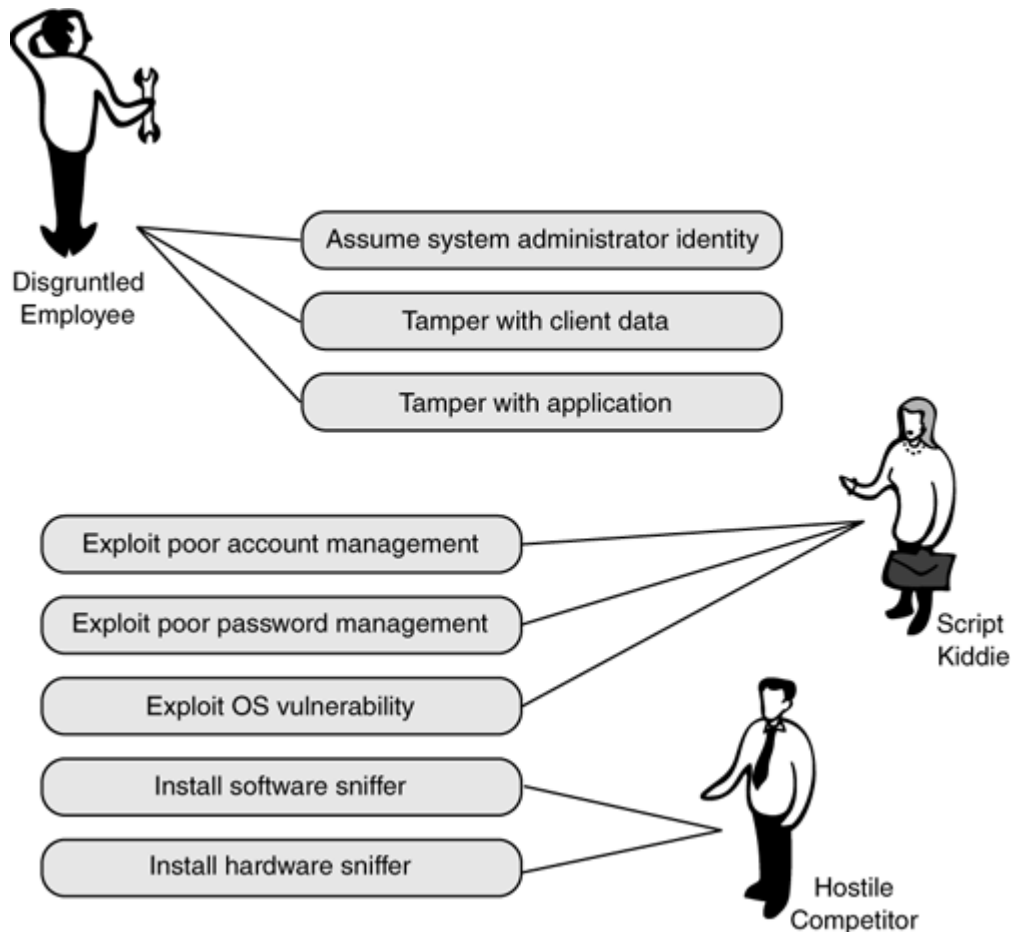 Disgruntled
Employee
Assume system administrator identity
Tamper with client data
Tamper with application
Exploit poor account management
Exploit poor password management
Exploit OS vulnerability
Script
Kiddie
Install software sniffer
Install hardware sniffer
Hostile
Competitor